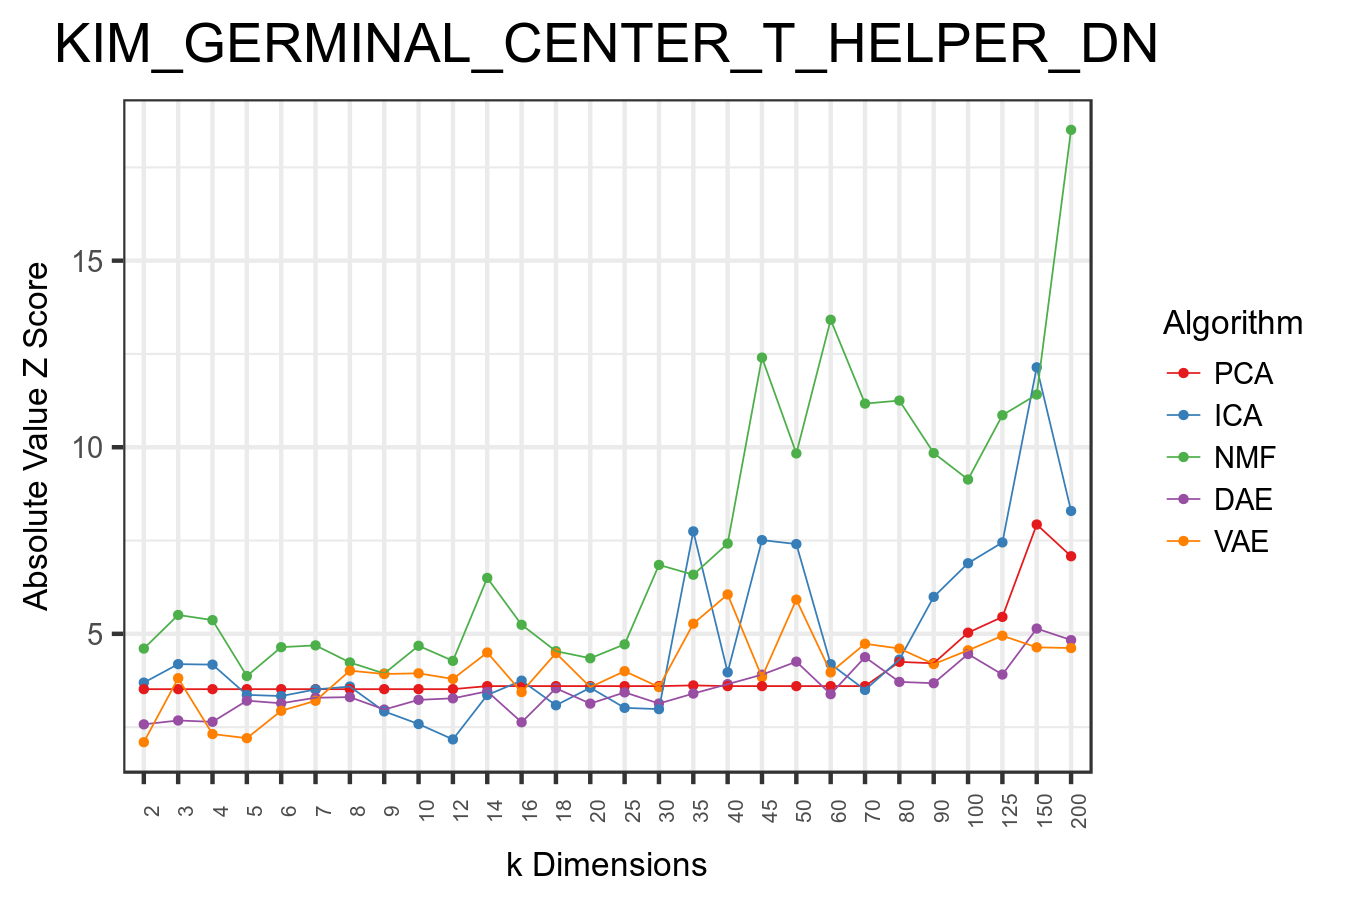 KIM_GERMINAL_CENTER_T_HELPER_DN
Absolute Value Z Score
15
10
5
2 3 4 5 6 7 8 9 10 12 14 16 18 20 25 30 35 40 45 50 60 70 80 90 100 125 150 200
k Dimensions
Algorithm
PCA
ICA
NMF
DAE
VAE